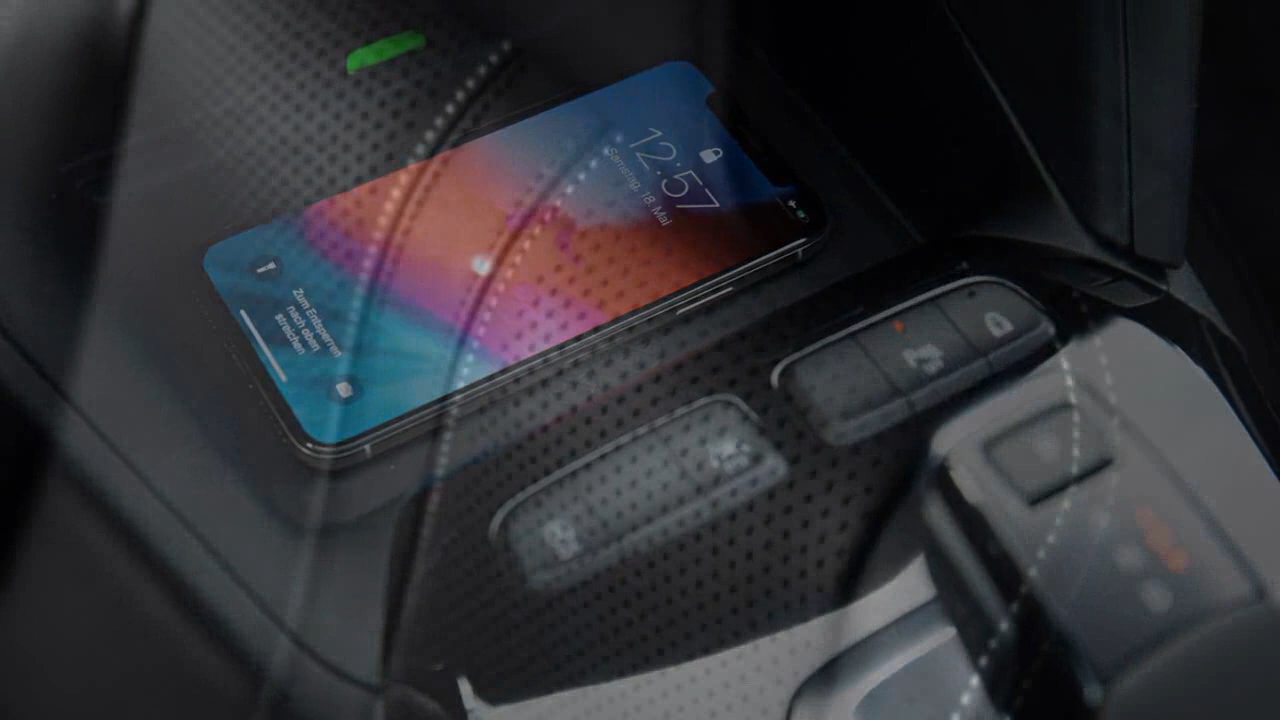 12:57
Samstag, 18. Mai
Zum Entsperren
nach oben
streichen